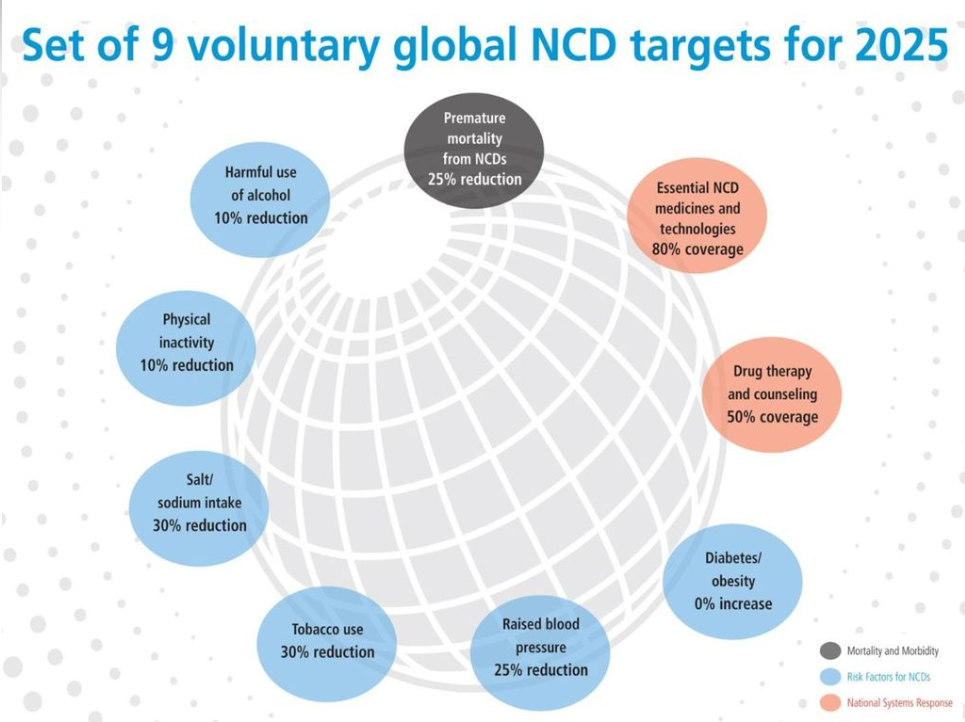 Set of 9 voluntary global NCD targets for 2025
Premature
mortality
from NCDs
25% reduction
Harmful use
of alcohol
10% reduction
Essential NCD
medicines and
technologies
80% coverage
Physical
inactivity
10% reduction
Drug therapy
and counseling
50% coverage
Salt/
sodium intake
30% reduction
Diabetes/
obesity
0% increase
Tobacco use
30% reduction
Raised blood
pressure
25% reduction
Mortality and Morbidity
Risk Factors for NCDs
National Systems Response